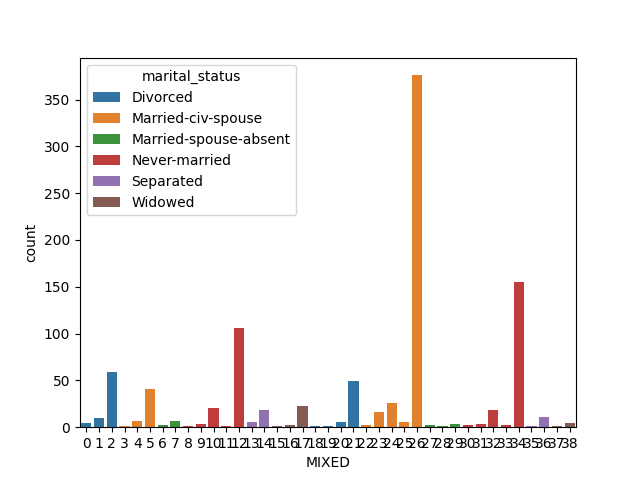 marital_status
Divorced
Married-civ-spouse
Married-spouse-absent
Never-married
Separated
Widowed
350
300
250
200
150
100
50
0
count
0 1 2 3 4 5 6 7 8 9 10 11 12 13 14 15 16 17 18 19 20 21 22 23 24 25 26 27 28 29 30 31 32 33 34 35 36 37 38
MIXED